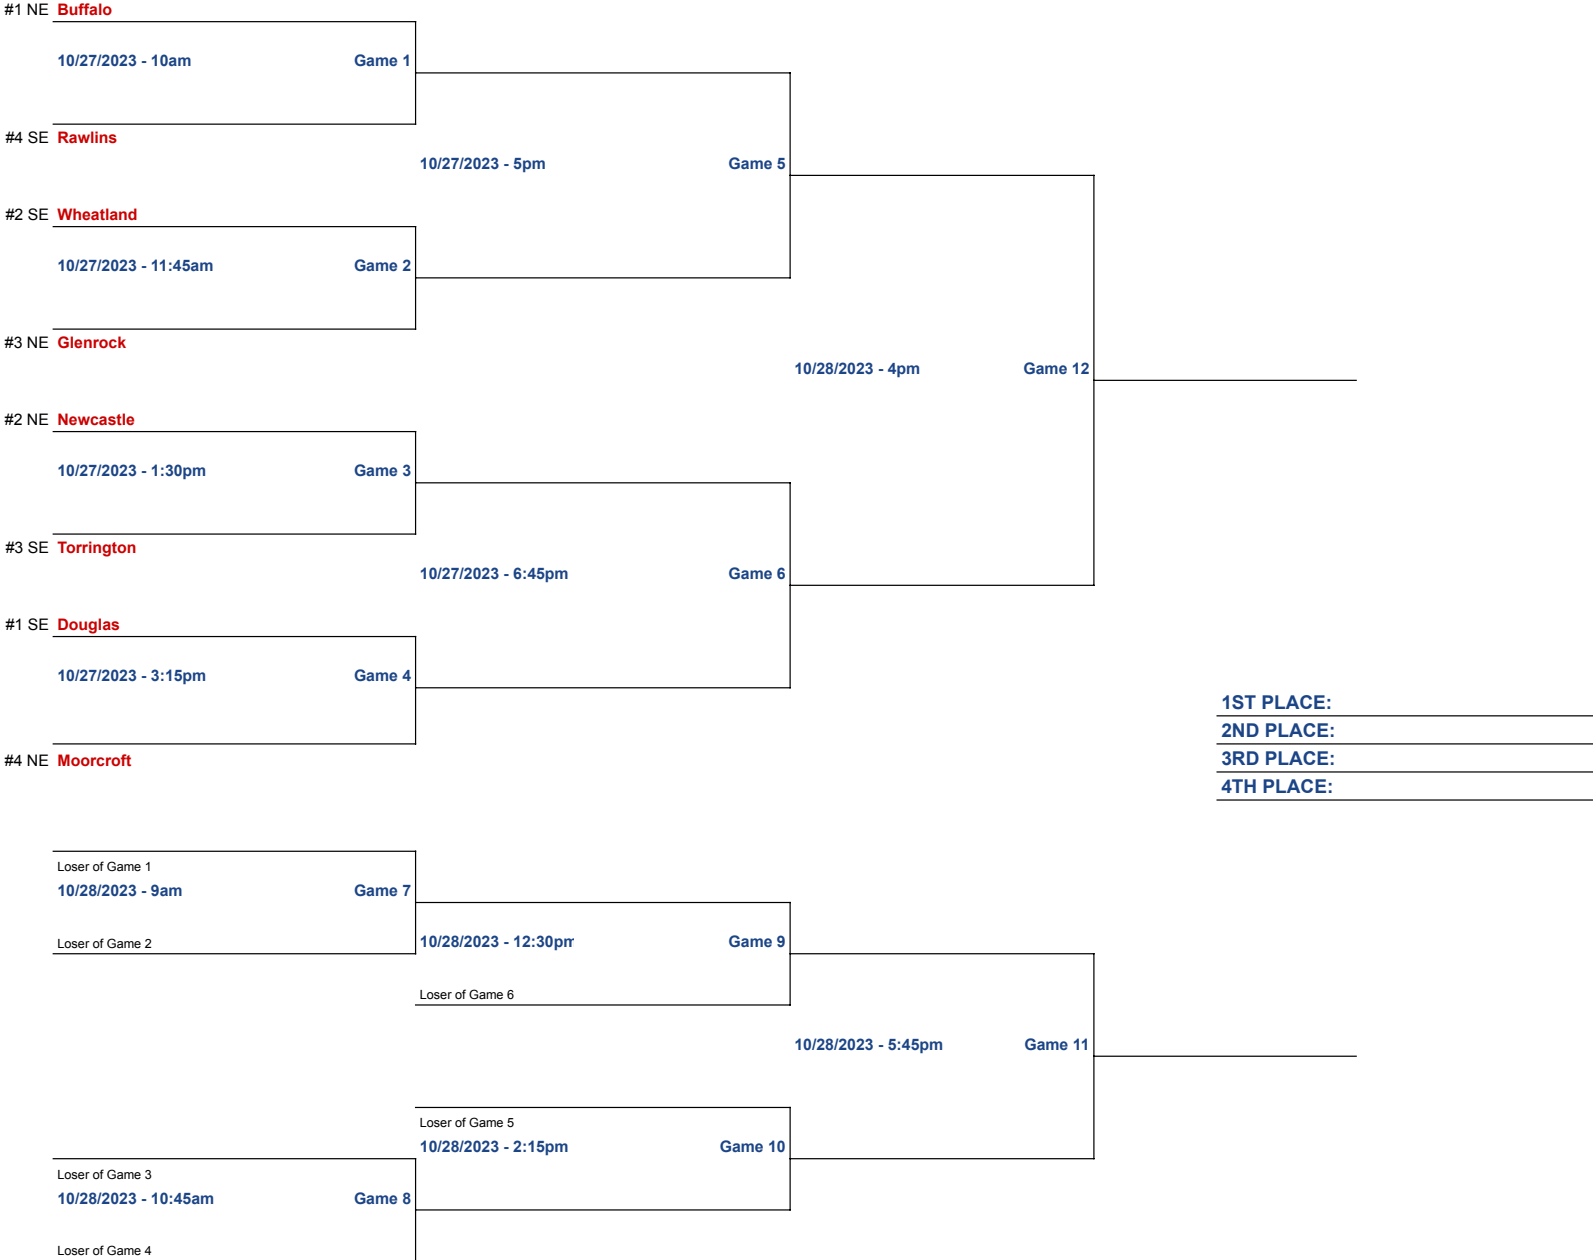 #1 NE Buffalo
10/27/2023 - 10am Game 1
#4 SE Rawlins
10/27/2023 - 5pm Game 5
#2 SE Wheatland
10/27/2023 - 11:45am Game 2
#3 NE Glenrock
10/28/2023 - 4pm Game 12
#2 NE Newcastle
10/27/2023 - 1:30pm Game 3
#3 SE Torrington
10/27/2023 - 6:45pm Game 6
#1 SE Douglas
10/27/2023 - 3:15pm Game 4
1ST PLACE:
2ND PLACE:
3RD PLACE:
#4 NE Moorcroft
4TH PLACE:
Loser of Game 1
10/28/2023 - 9am Game 7
Loser of Game 2
10/28/2023 - 12:30pm Game 9
Loser of Game 6
10/28/2023 - 5:45pm Game 11
Loser of Game 5
10/28/2023 - 2:15pm Game 10
Loser of Game 3
10/28/2023 - 10:45am Game 8
Loser of Game 4